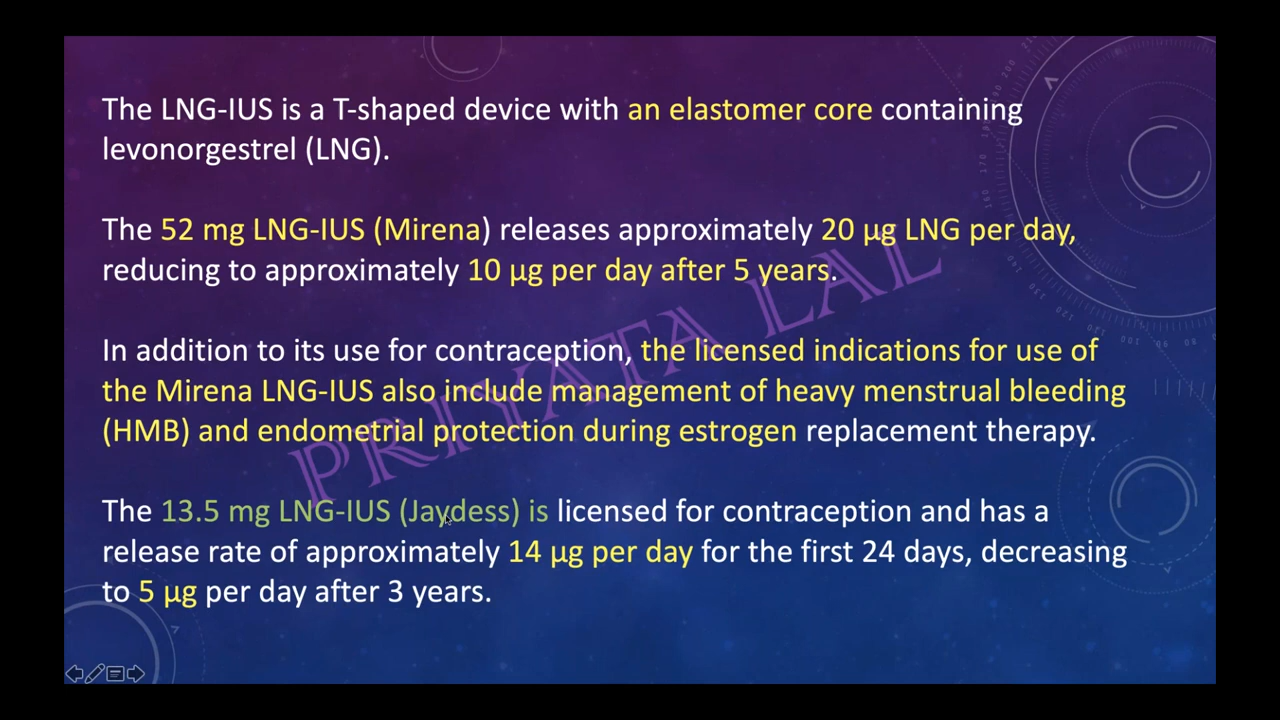 The LNG-IUS is a T-shaped device with an elastomer core containing
levonorgestrel (LNG).
The 52 mg LNG-IUS (Mirena) releases approximately 20 μg LNG per day,
reducing to approximately 10 μg per day after 5 years.
In addition to its use for contraception, the licensed indications for use of
the Mirena LNG-IUS also include management of heavy menstrual bleeding
(HMB) and endometrial protection during estrogen replacement therapy.
The 13.5 mg LNG-IUS (Jaydess) is licensed for contraception and has a
release rate of approximately 14 μg per day for the first 24 days, decreasing
to 5 μg per day after 3 years.
PRIYATA LAL